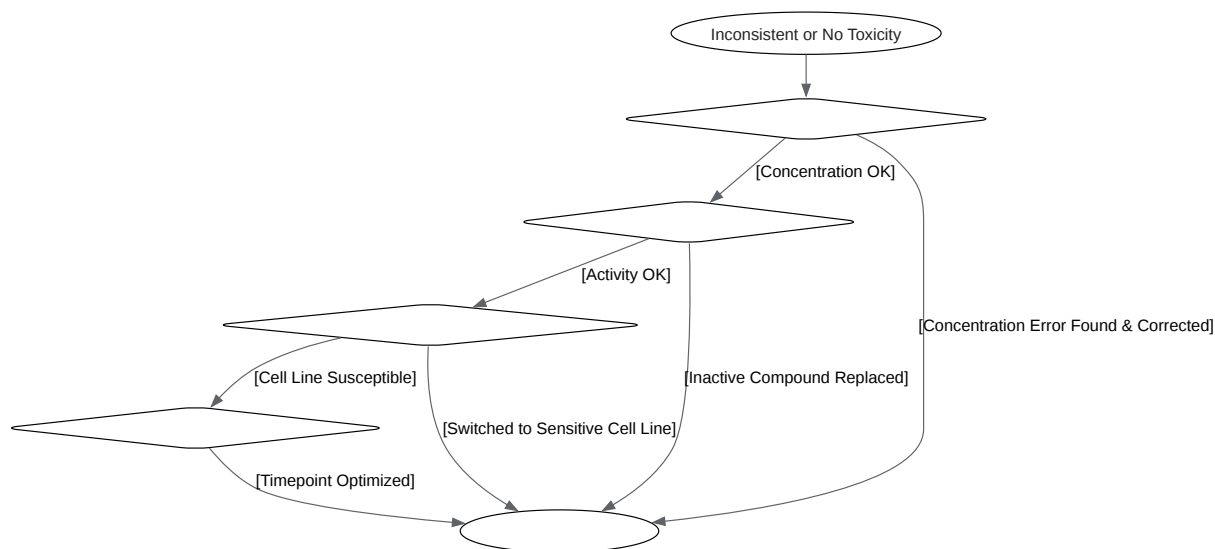 Inconsistent or No Toxicity
[Concentration OK]
[Activity OK]
[Concentration Error Found & Corrected]
[Cell Line Susceptible]
[Inactive Compound Replaced]
[Switched to Sensitive Cell Line]
[Timepoint Optimized]